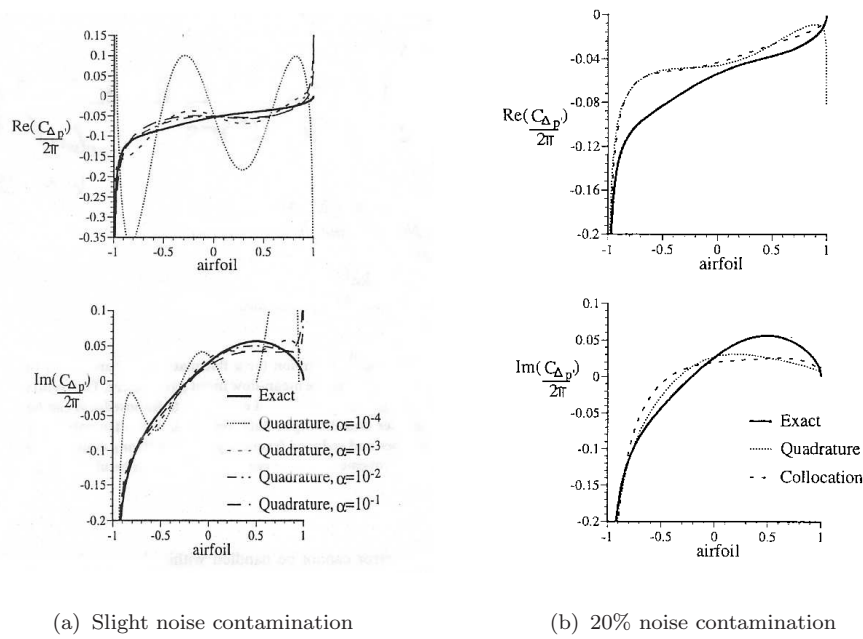 0.15
0.1
0.05
0
-0.05
-0.1
-0.15
-0.2
-0.25
-0.3
-0.35
Re(C_Δp')
2π
-1 -0.5 0 0.5 1
airfoil
0.1
0.05
0
-0.05
-0.1
-0.15
-0.2
Im(C_Δp')
2π
Exact
Quadrature, α=10^-4
Quadrature, α=10^-3
Quadrature, α=10^-2
Quadrature, α=10^-1
-1 -0.5 0 0.5 1
airfoil
(a) Slight noise contamination
0
-0.04
-0.08
-0.12
-0.16
-0.2
Re(C_Δp')
2π
-1 -0.5 0 0.5 1
airfoil
0.1
0.05
0
-0.05
-0.1
-0.15
-0.2
Im(C_Δp')
2π
Exact
Quadrature
Collocation
-1 -0.5 0 0.5 1
airfoil
(b) 20% noise contamination